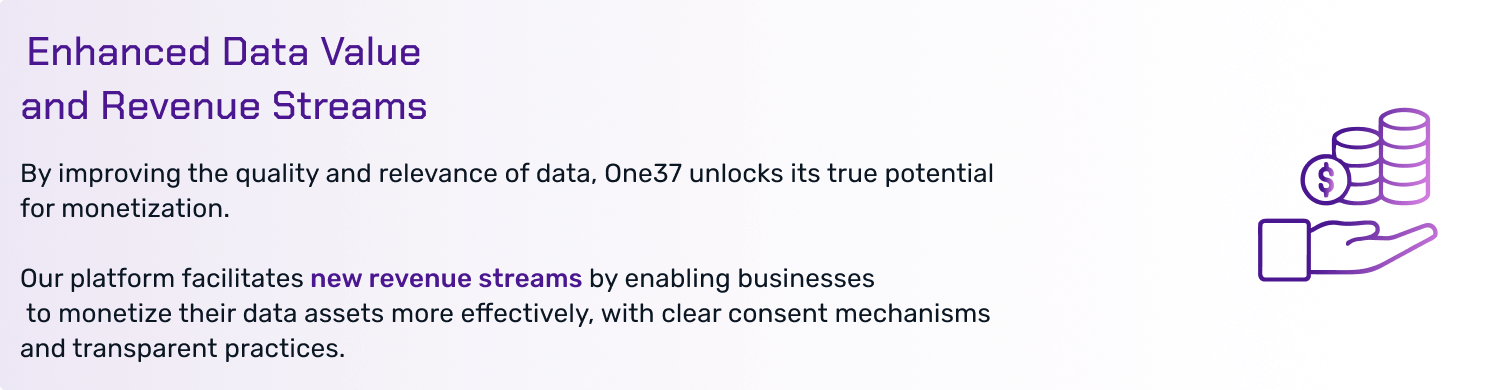 Enhanced Data Value
and Revenue Streams
By improving the quality and relevance of data, One37 unlocks its true potential
for monetization.
Our platform facilitates new revenue streams by enabling businesses
to monetize their data assets more effectively, with clear consent mechanisms
and transparent practices.
$